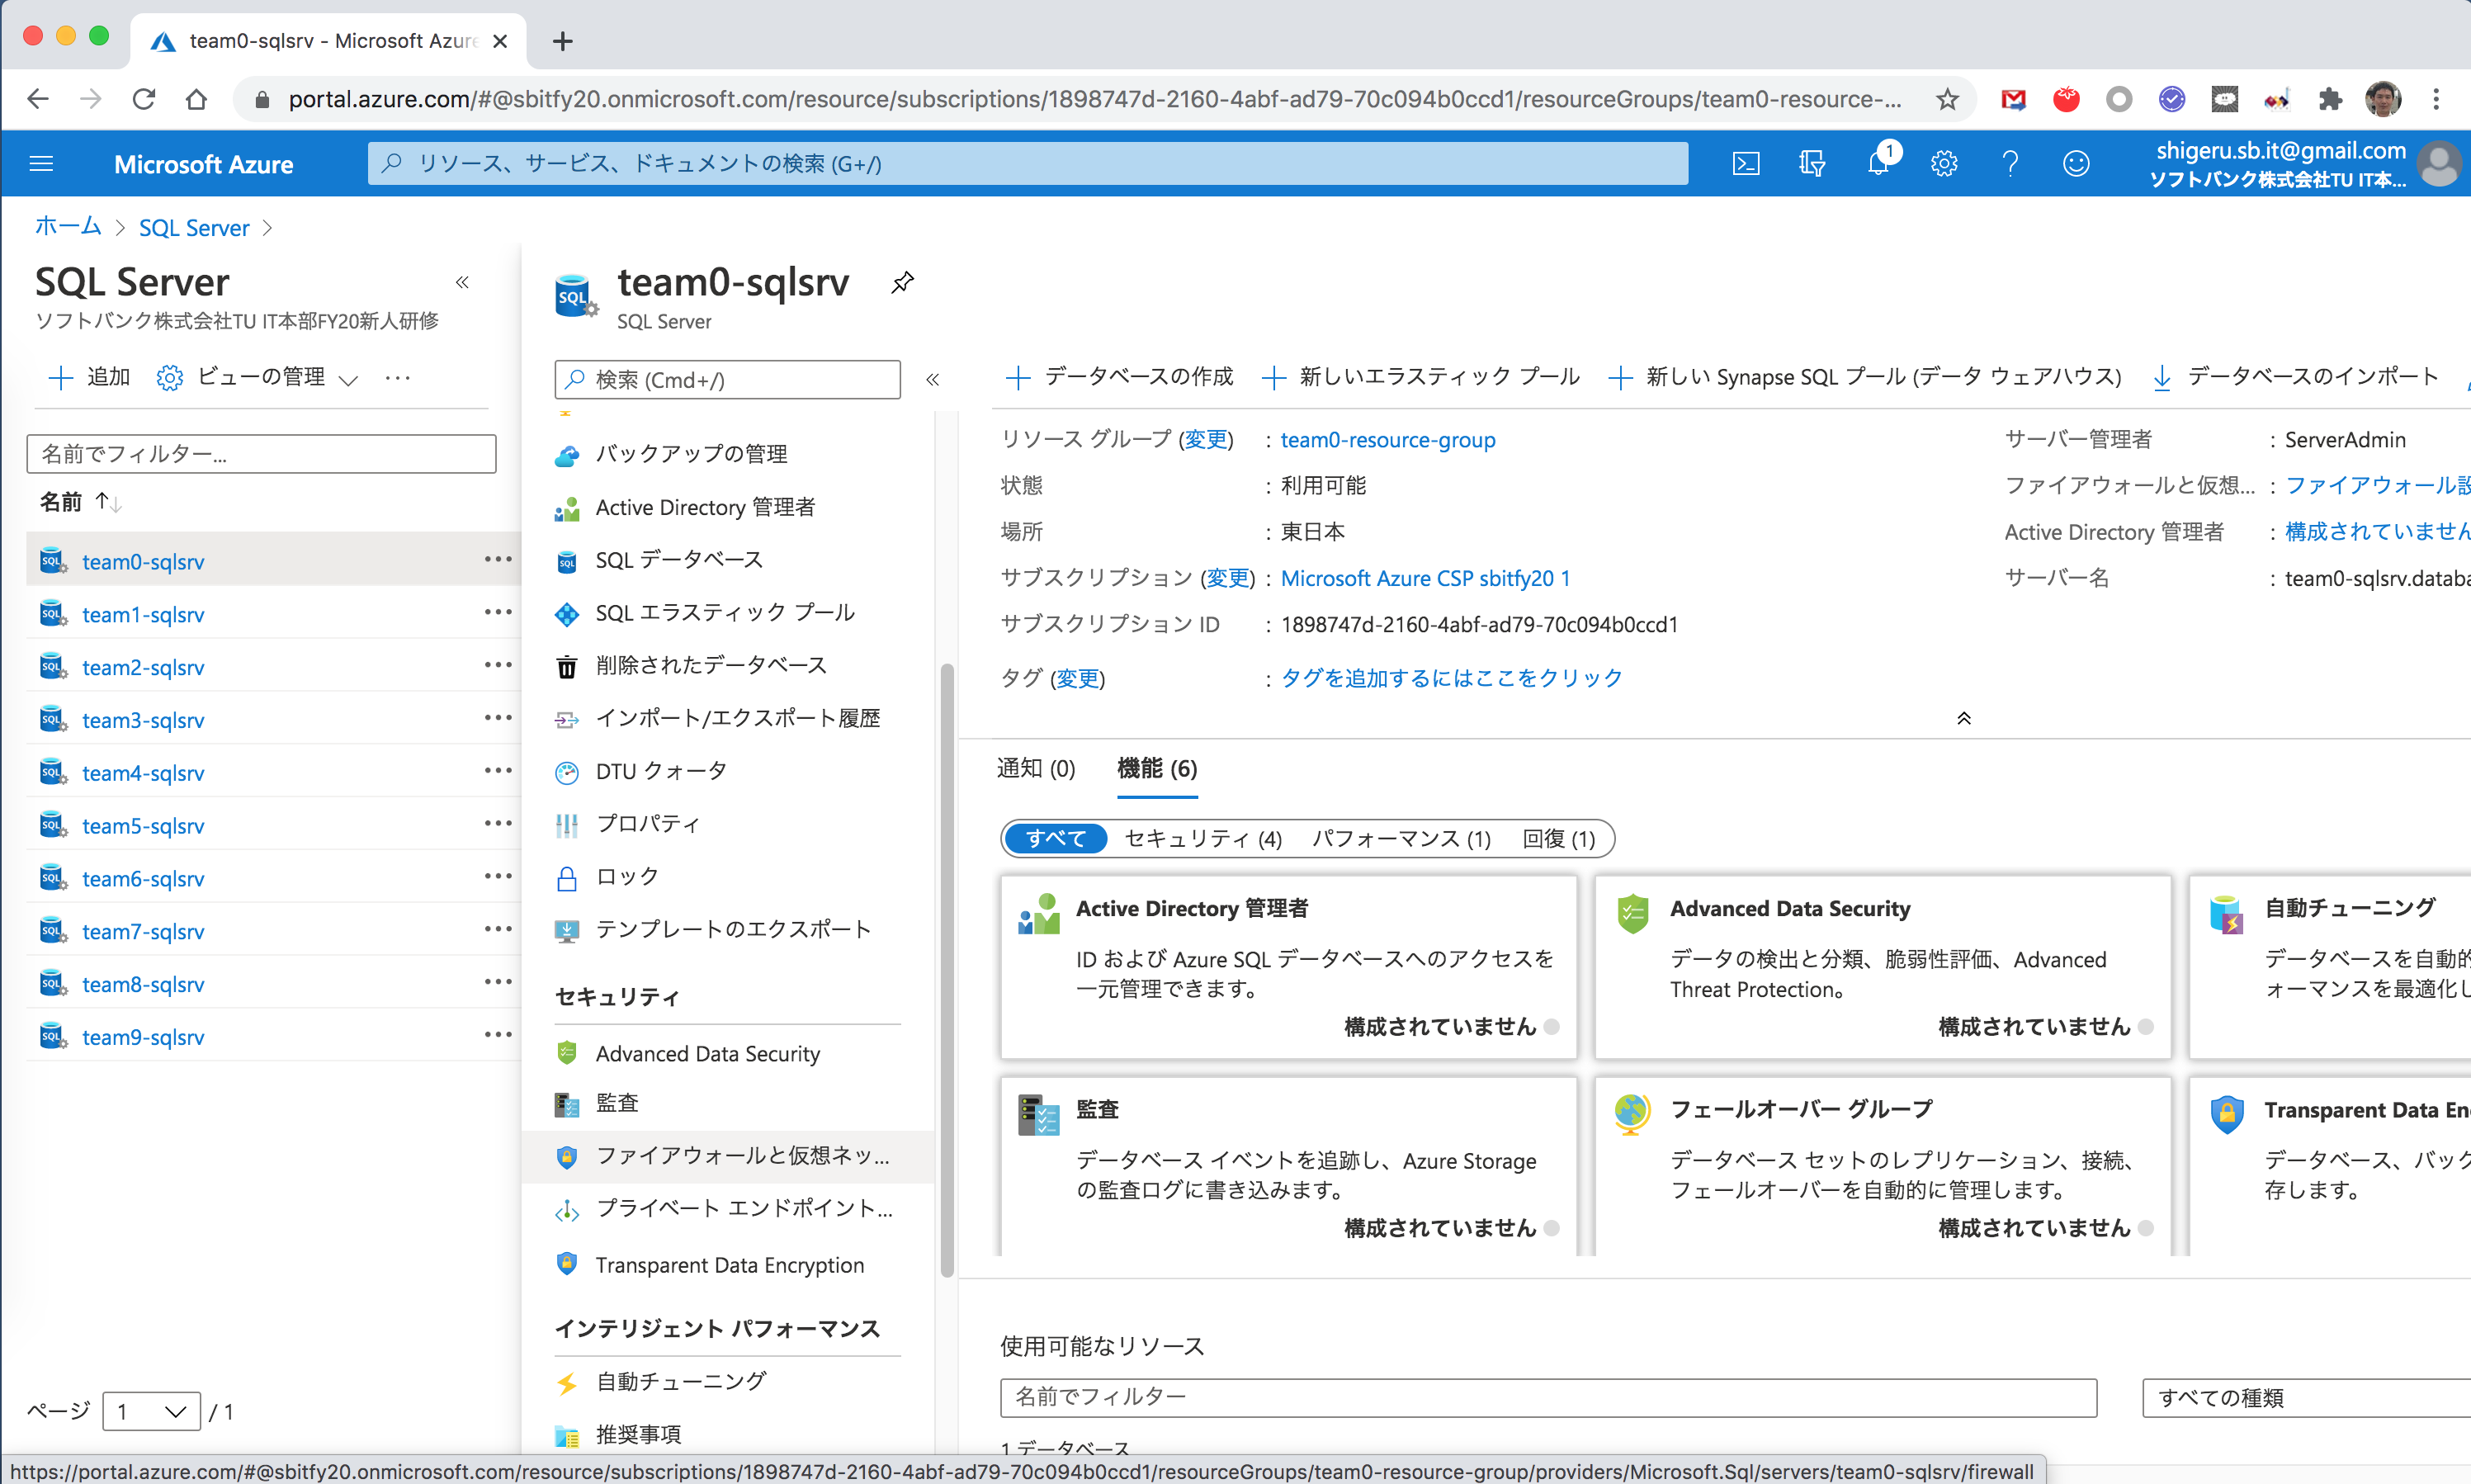 team0-sqlsrv - Microsoft Azure
portal.azure.com/#@sbitfy20.onmicrosoft.com/resource/subscriptions/1898747d-2160-4abf-ad79-70c094b0ccd1/resourceGroups/team0-resource-...
Microsoft Azure
リソース、サービス、ドキュメントの検索 (G+/)
1
shigeru.sb.it@gmail.com
ソフトバンク株式会社TU IT本...
ホーム > SQL Server >
SQL Server
ソフトバンク株式会社TU IT本部FY20新人研修
追加 ビューの管理 ...
名前でフィルター...
名前
team0-sqlsrv
team1-sqlsrv
team2-sqlsrv
team3-sqlsrv
team4-sqlsrv
team5-sqlsrv
team6-sqlsrv
team7-sqlsrv
team8-sqlsrv
team9-sqlsrv
ページ 1 / 1
team0-sqlsrv
SQL Server
検索 (Cmd+/)
バックアップの管理
Active Directory 管理者
SQL データベース
SQL エラスティック プール
削除されたデータベース
インポート/エクスポート履歴
DTU クォータ
プロパティ
ロック
テンプレートのエクスポート
セキュリティ
Advanced Data Security
監査
ファイアウォールと仮想ネッ...
プライベート エンドポイント...
Transparent Data Encryption
インテリジェント パフォーマンス
自動チューニング
推奨事項
データベースの作成 新しいエラスティック プール 新しい Synapse SQL プール (データ ウェアハウス) データベースのインポート
リソース グループ (変更) : team0-resource-group
状態 : 利用可能
場所 : 東日本
サブスクリプション (変更) : Microsoft Azure CSP sbitfy20 1
サブスクリプション ID : 1898747d-2160-4abf-ad79-70c094b0ccd1
タグ (変更) : タグを追加するにはここをクリック
サーバー管理者 : ServerAdmin
ファイアウォールと仮想... : ファイアウォール設
Active Directory 管理者 : 構成されていません
サーバー名 : team0-sqlsrv.databa
通知 (0) 機能 (6)
すべて セキュリティ (4) パフォーマンス (1) 回復 (1)
Active Directory 管理者
ID および Azure SQL データベースへのアクセスを
一元管理できます。
構成されていません
Advanced Data Security
データの検出と分類、脆弱性評価、Advanced
Threat Protection。
構成されていません
自動チューニング
データベースを自動的
ォーマンスを最適化し
監査
データベース イベントを追跡し、Azure Storage
の監査ログに書き込みます。
構成されていません
フェールオーバー グループ
データベース セットのレプリケーション、接続、
フェールオーバーを自動的に管理します。
構成されていません
Transparent Data En
データベース、バック
存します。
使用可能なリソース
名前でフィルター
すべての種類
1 データベース
https://portal.azure.com/#@sbitfy20.onmicrosoft.com/resource/subscriptions/1898747d-2160-4abf-ad79-70c094b0ccd1/resourceGroups/team0-resource-group/providers/Microsoft.Sql/servers/team0-sqlsrv/firewall